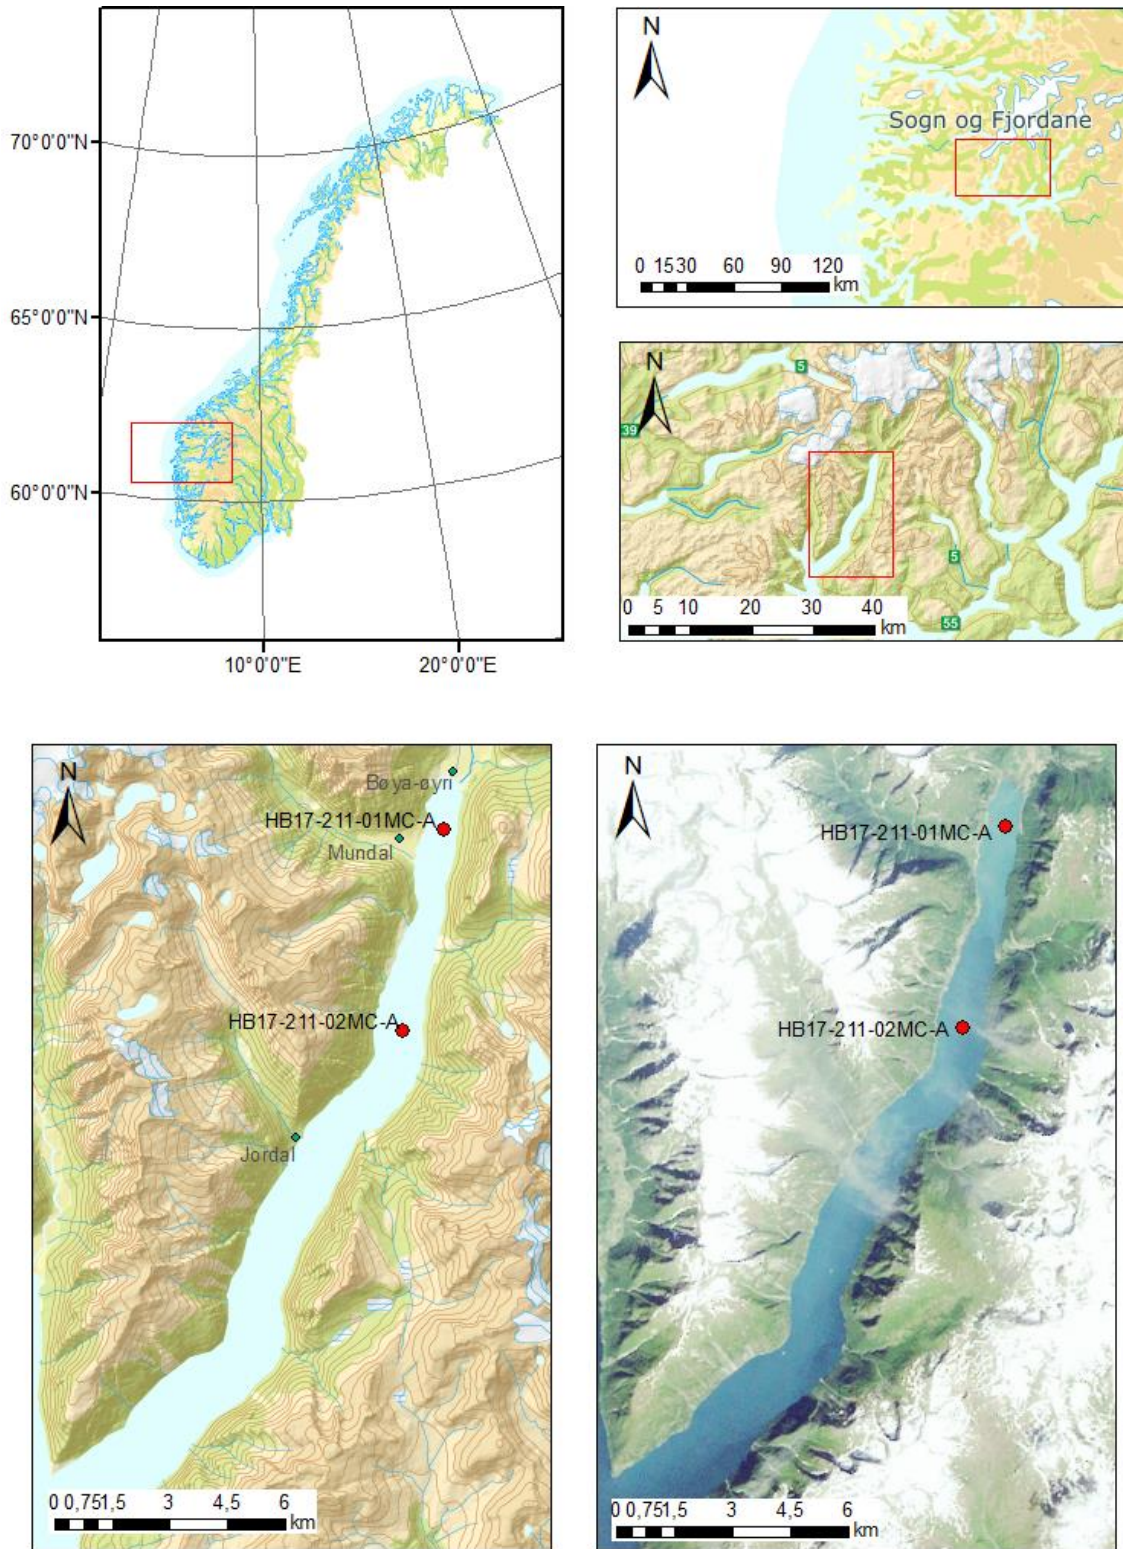 70°0'0"N
65°0'0"N
60°0'0"N
10°0'0"E
20°0'0"E
N
Sogn og Fjordane
0 15 30 60 90 120
km
N
5
39
5
55
0 5 10 20 30 40
km
N
Bøya-øyri
HB17-211-01MC-A
Mundal
HB17-211-02MC-A
Jordal
0 0,75 1,5 3 4,5 6
km
N
HB17-211-01MC-A
HB17-211-02MC-A
0 0,75 1,5 3 4,5 6
km